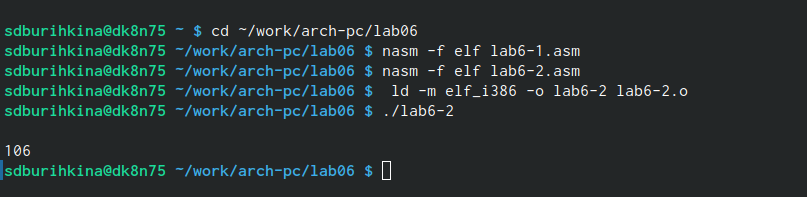 sdburihkina@dk8n75 ~ $ cd ~/work/arch-pc/lab06
sdburihkina@dk8n75 ~/work/arch-pc/lab06 $ nasm -f elf lab6-1.asm
sdburihkina@dk8n75 ~/work/arch-pc/lab06 $ nasm -f elf lab6-2.asm
sdburihkina@dk8n75 ~/work/arch-pc/lab06 $  ld -m elf_i386 -o lab6-2 lab6-2.o
sdburihkina@dk8n75 ~/work/arch-pc/lab06 $ ./lab6-2
106
sdburihkina@dk8n75 ~/work/arch-pc/lab06 $